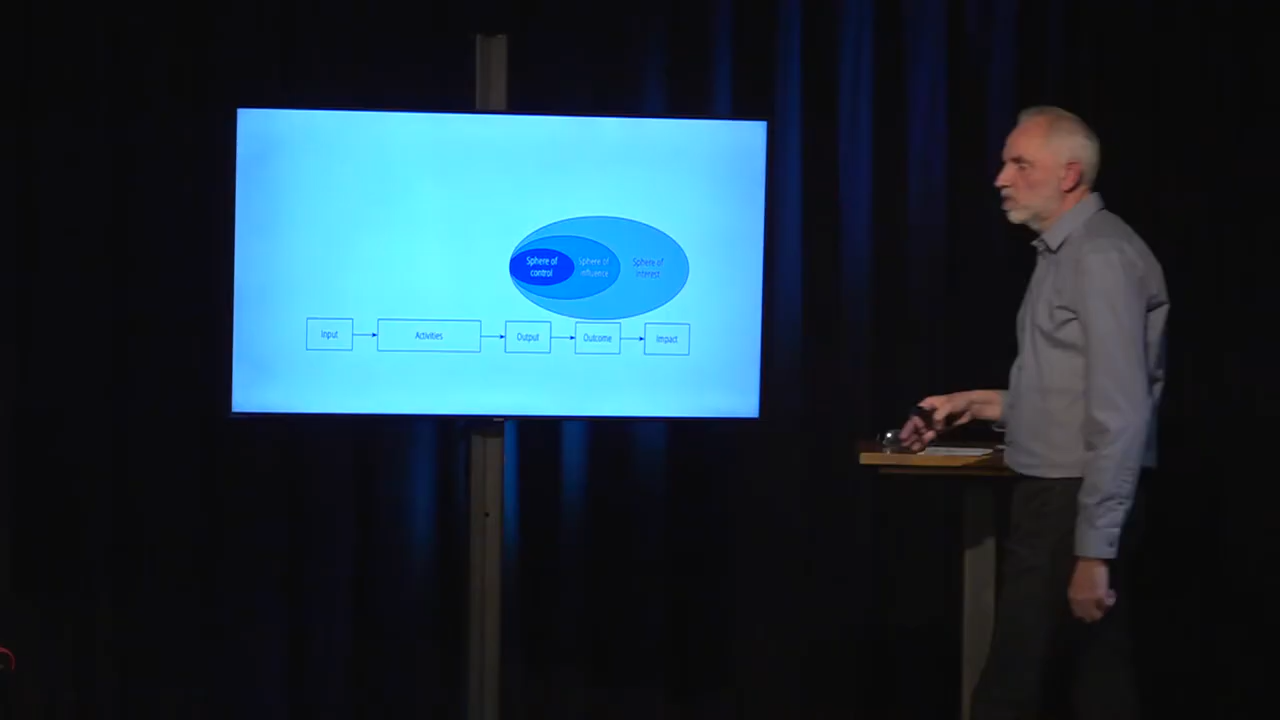 Sphere of
control
Sphere of
influence
Sphere of
interest
Input
Activities
Output
Outcome
Impact